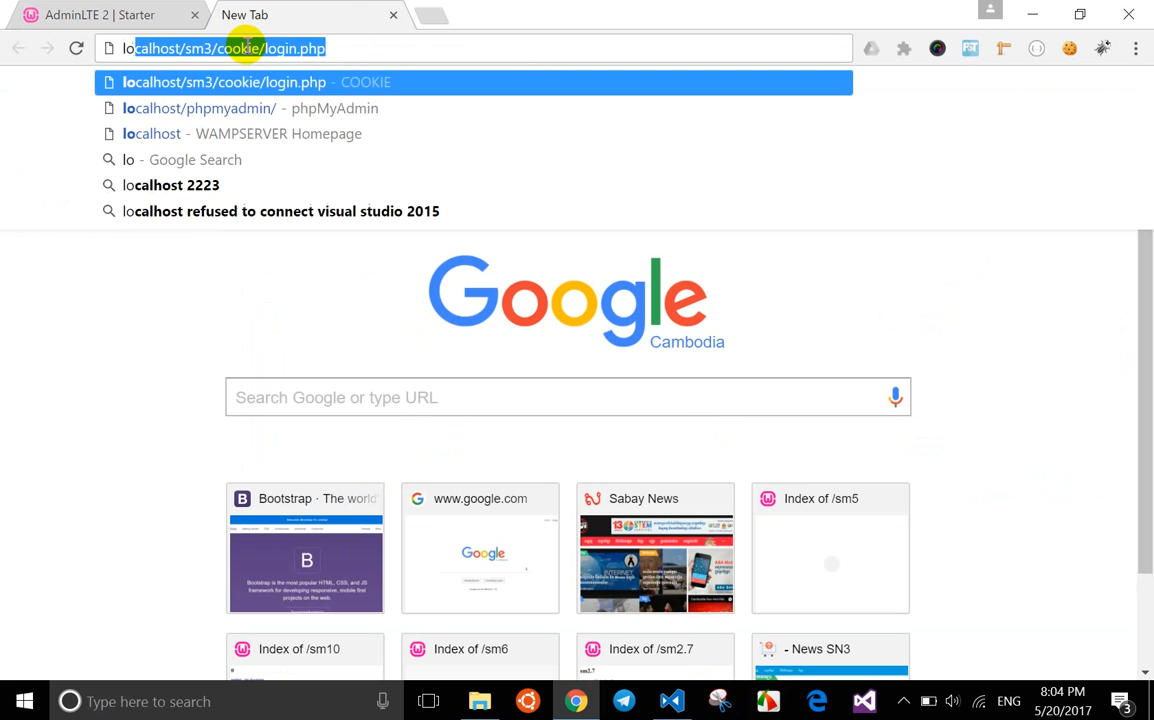 AdminLTE 2 | Starter
New Tab
localhost/sm3/cookie/login.php
localhost/sm3/cookie/login.php - COOKIE
localhost/phpmyadmin/ - phpMyAdmin
localhost - WAMPSERVER Homepage
lo - Google Search
localhost 2223
localhost refused to connect visual studio 2015
Google
Cambodia
Search Google or type URL
Bootstrap · The world'
www.google.com
Sabay News
Index of /sm5
Index of /sm10
Index of /sm6
Index of /sm2.7
- News SN3
Type here to search
ENG
8:04 PM
5/20/2017
3